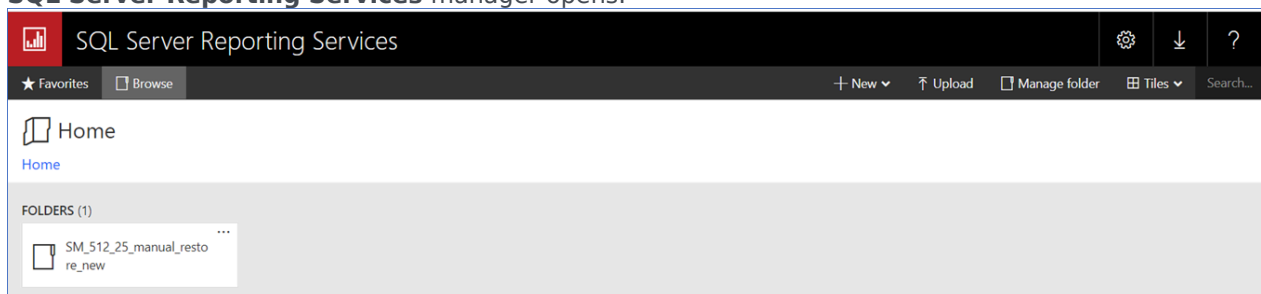 SQL Server Reporting Services manager opens.
SQL Server Reporting Services
?
Favorites Browse New Upload Manage folder Tiles Search...
Home
Home
FOLDERS (1)
...
SM_512_25_manual_resto
re_new